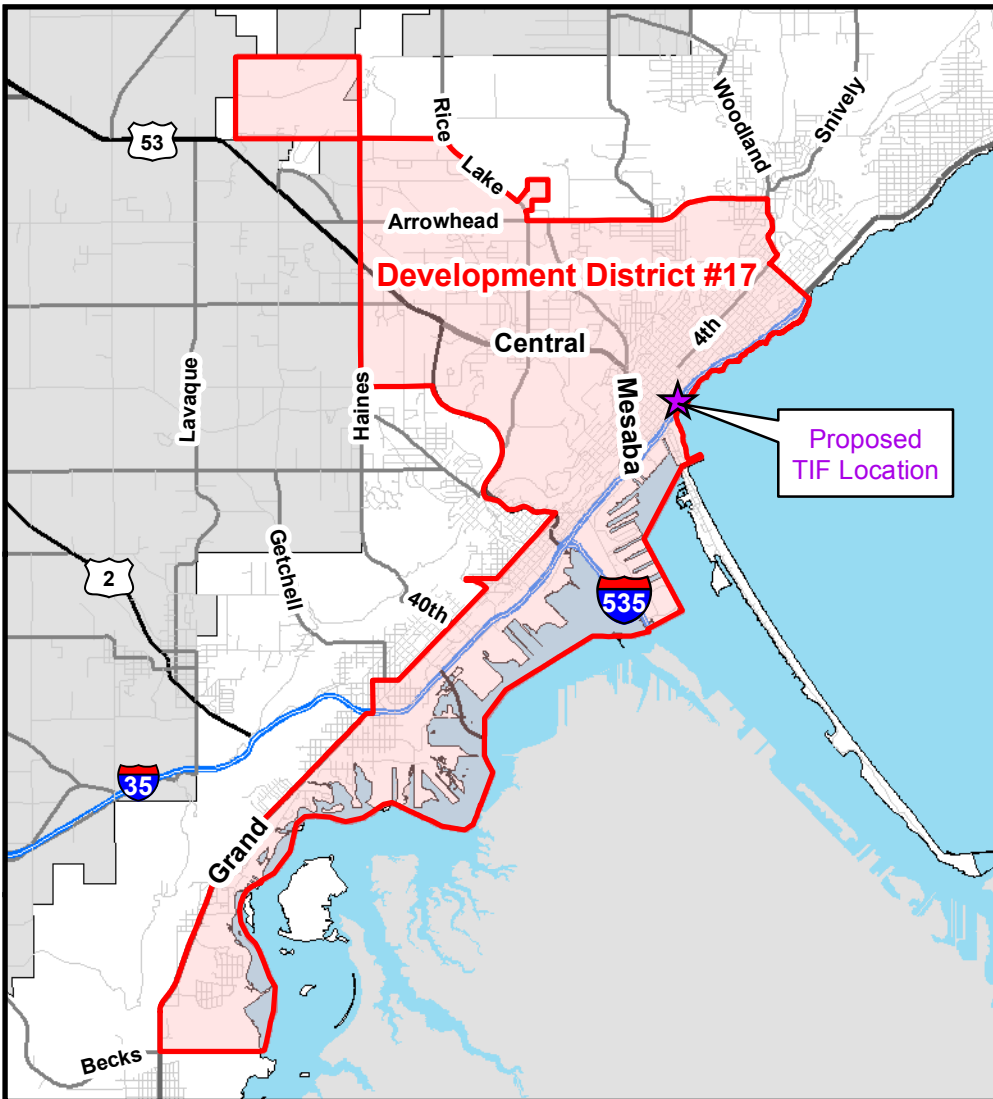 53
Rice
Lake
Woodland
Snively
Arrowhead
Development District #17
4th
Central
Lavaque
Haines
Mesaba
Proposed
TIF Location
2
Getchell
40th
535
35
Grand
Becks